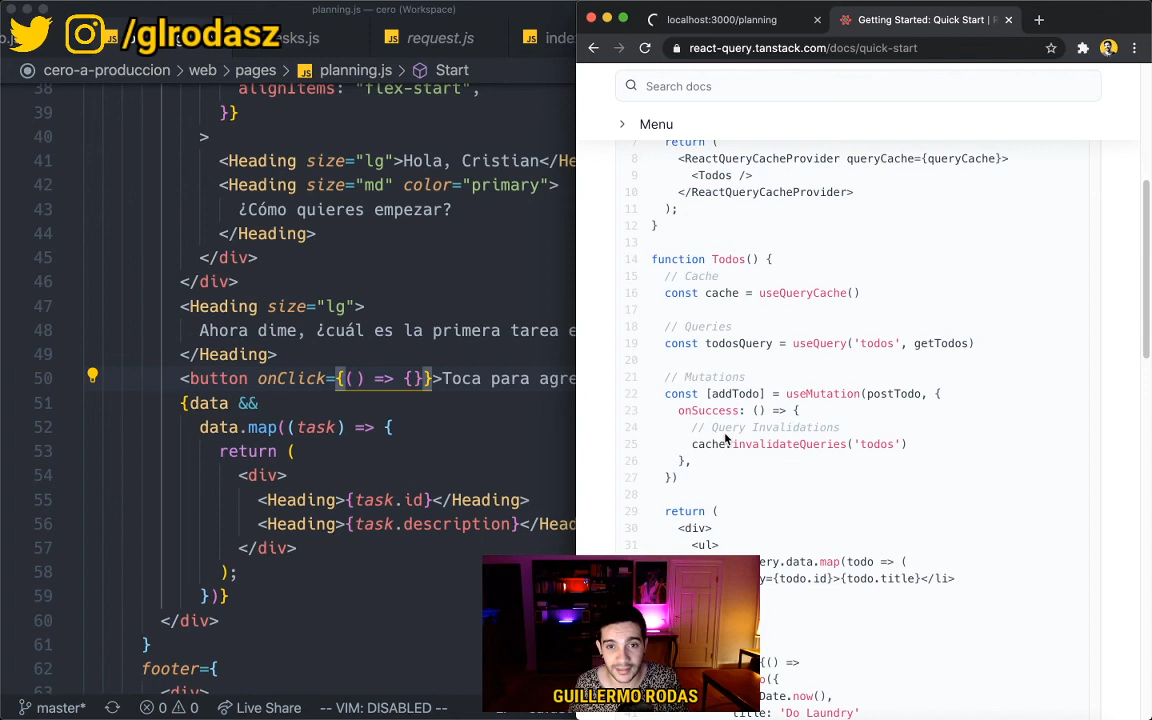 planning.js — cero (Workspace)
/glrodasz
sks.js
request.js
inde
cero-a-produccion > web > pages > planning.js > Start
38 alignItems: "flex-start",
39 }}
40 >
41 <Heading size="lg">Hola, Cristian</He
42 <Heading size="md" color="primary">
43 ¿Cómo quieres empezar?
44 </Heading>
45 </div>
46 </div>
47 <Heading size="lg">
48 Ahora dime, ¿cuál es la primera tarea e
49 </Heading>
50 <button onClick={() => {}}>Toca para agre
51 {data &&
52 data.map((task) => {
53 return (
54 <div>
55 <Heading>{task.id}</Heading>
56 <Heading>{task.description}</Head
57 </div>
58 );
59 })}
60 </div>
61 }
62 footer={
63 <div>
master* 0 0 Live Share -- VIM: DISABLED --
localhost:3000/planning
Getting Started: Quick Start | R
react-query.tanstack.com/docs/quick-start
Search docs
Menu
7 return (
8 <ReactQueryCacheProvider queryCache={queryCache}>
9 <Todos />
10 </ReactQueryCacheProvider>
11 );
12 }
13
14 function Todos() {
15 // Cache
16 const cache = useQueryCache()
17
18 // Queries
19 const todosQuery = useQuery('todos', getTodos)
20
21 // Mutations
22 const [addTodo] = useMutation(postTodo, {
23 onSuccess: () => {
24 // Query Invalidations
25 cache.invalidateQueries('todos')
26 },
27 })
28
29 return (
30 <div>
31 <ul>
ery.data.map(todo => (
y={todo.id}>{todo.title}</li>
{() =>
o({
Date.now(),
title: 'Do Laundry'
GUILLERMO RODAS